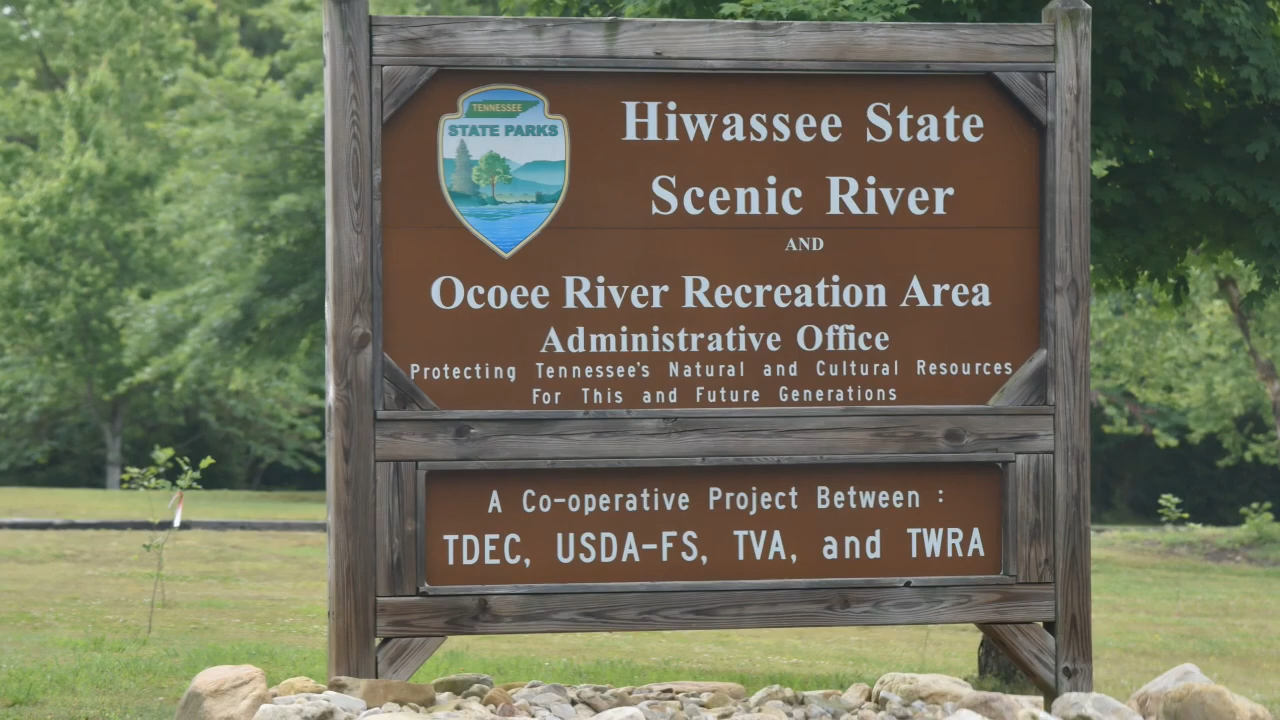 TENNESSEE
STATE PARKS
Hiwassee State
Scenic River
AND
Ocoee River Recreation Area
Administrative Office
Protecting Tennessee's Natural and Cultural Resources
For This and Future Generations
A Co-operative Project Between :
TDEC, USDA-FS, TVA, and TWRA